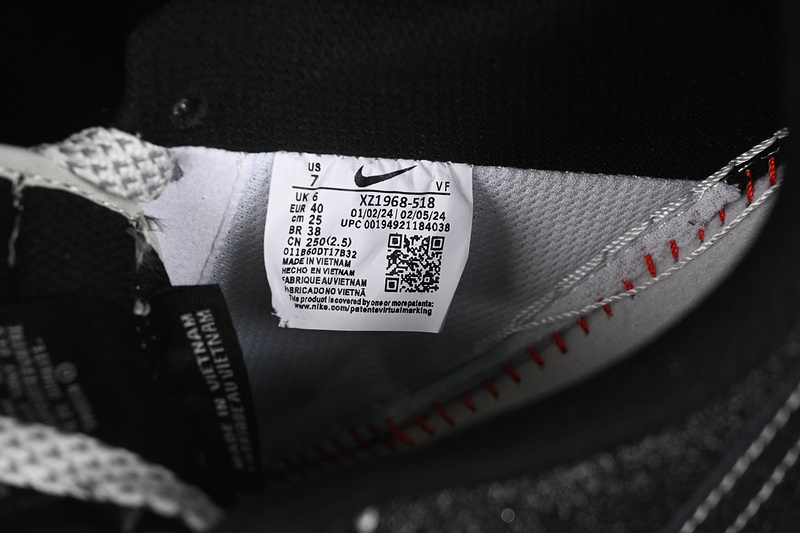 US
7
VF
UK 6
EUR 40
cm 25
BR 38
CN 250(2.5)
XZ1968-518
01/02/24 | 02/05/24
UPC 00194921184038
011B60DT17B32
MADE IN VIETNAM
HECHO EN VIETNAM
FABRIQUE AU VIETNAM
FABRICADO NO VIETNÃ
This product is covered by one or more patents:
www.nike.com/patentsvirtualmarking
MADE IN VIETNAM
FABRIQUE AU VIETNAM